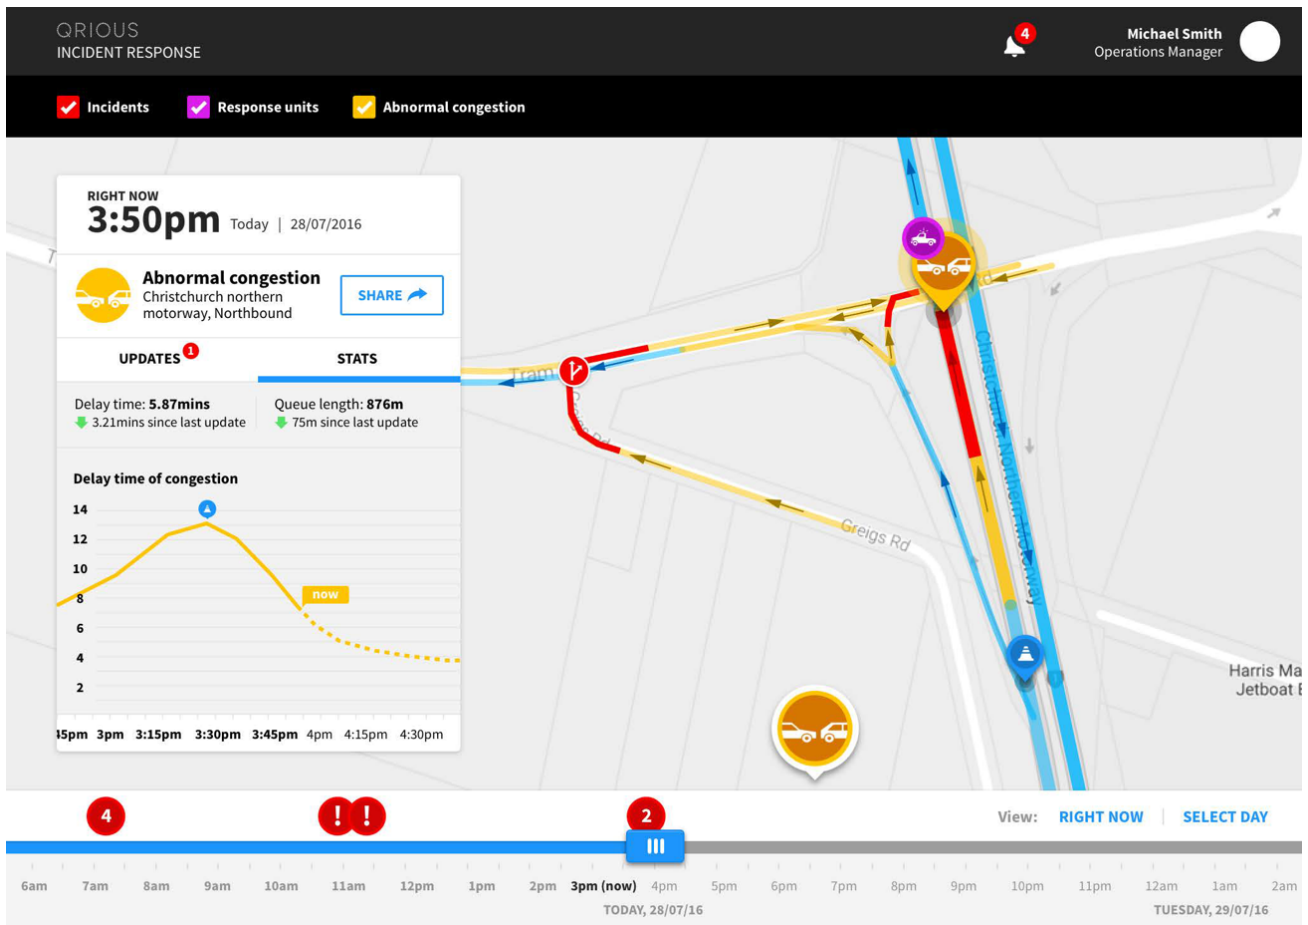 QRIOUS
INCIDENT RESPONSE
4
Michael Smith
Operations Manager
Incidents
Response units
Abnormal congestion
RIGHT NOW
3:50pm Today | 28/07/2016
Abnormal congestion
Christchurch northern
motorway, Northbound
SHARE
UPDATES 1
STATS
Delay time: 5.87mins
3.21mins since last update
Queue length: 876m
75m since last update
Delay time of congestion
14
12
10
8
6
4
2
now
45pm 3pm 3:15pm 3:30pm 3:45pm 4pm 4:15pm 4:30pm
Tram
Greigs Rd
Greigs Rd
Christchurch Northern Motorway
Harris Ma
Jetboat E
4
!
!
2
View: RIGHT NOW | SELECT DAY
6am 7am 8am 9am 10am 11am 12pm 1pm 2pm 3pm (now) 4pm 5pm 6pm 7pm 8pm 9pm 10pm 11pm 12am 1am 2am
TODAY, 28/07/16
TUESDAY, 29/07/16